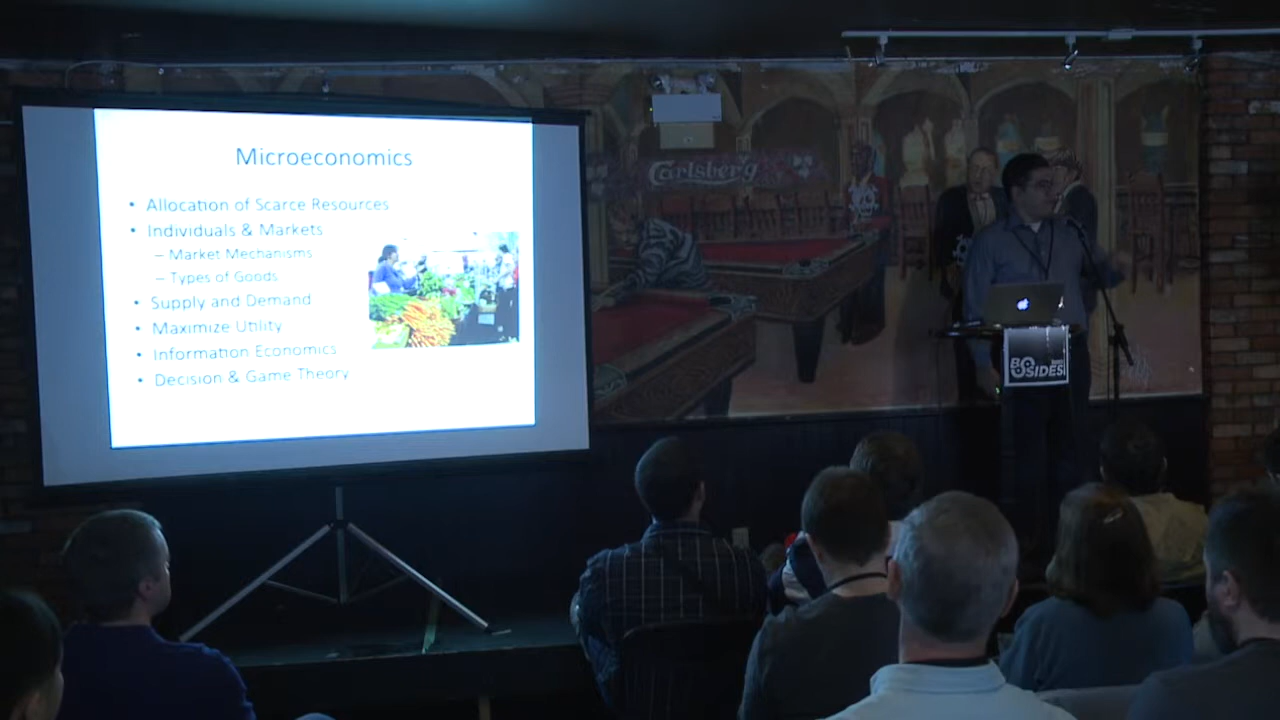 Microeconomics
• Allocation of Scarce Resources
• Individuals & Markets
– Market Mechanisms
– Types of Goods
• Supply and Demand
• Maximize Utility
• Information Economics
• Decision & Game Theory
Carlsberg
BSIDES